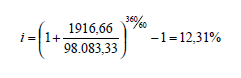 i = (1 + 1916,66 / 98.083,33)^360/60 − 1 = 12,31%